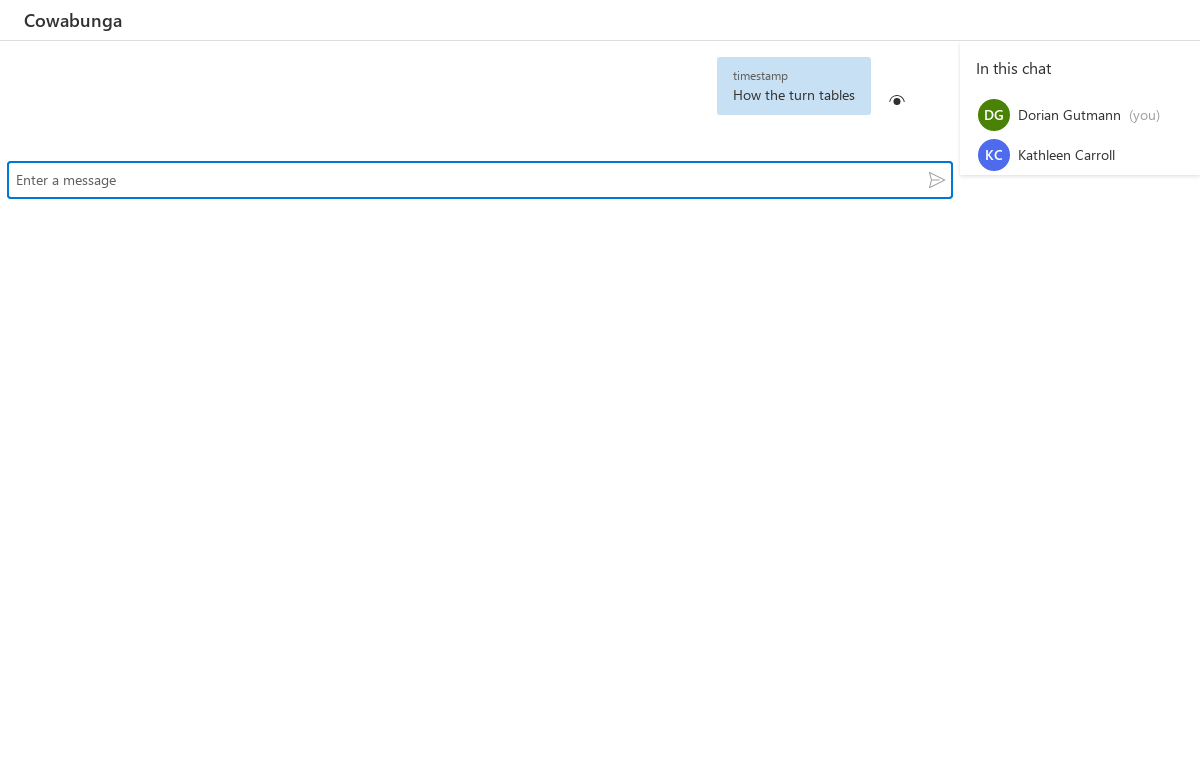 Cowabunga
timestamp
How the turn tables
Enter a message
In this chat
DG Dorian Gutmann (you)
KC Kathleen Carroll